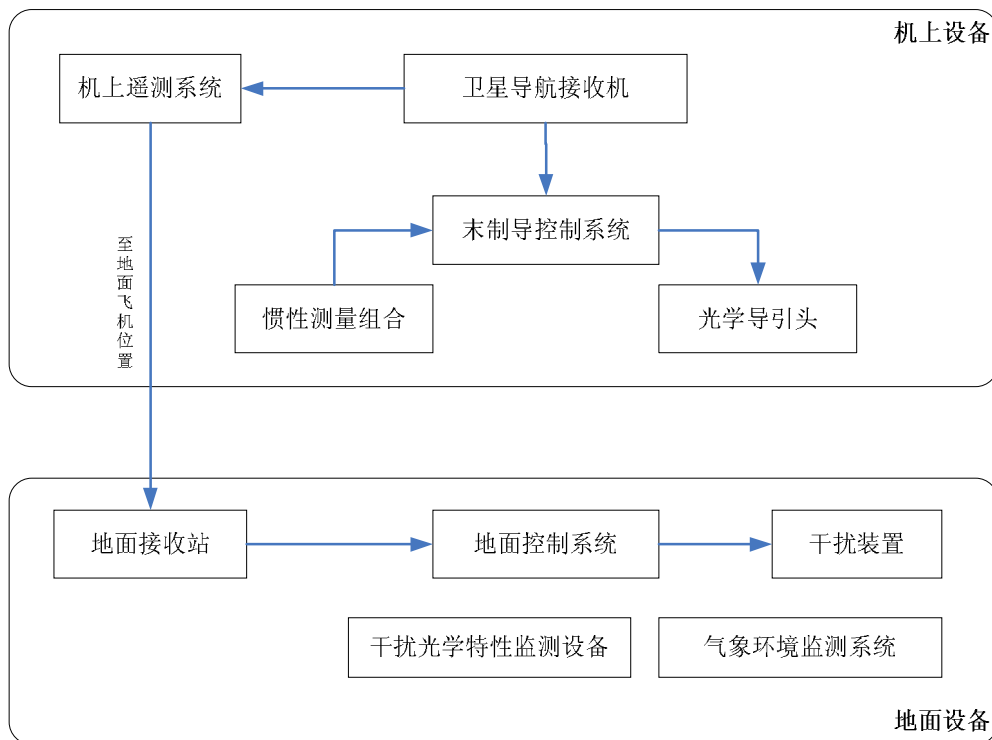 机上设备
机上遥测系统
卫星导航接收机
末制导控制系统
至地面飞机位置
惯性测量组合
光学导引头
地面接收站
地面控制系统
干扰装置
干扰光学特性监测设备
气象环境监测系统
地面设备